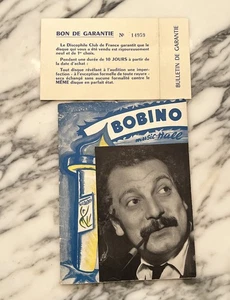 BON DE GARANTIE N° 14959
Le Discophile Club de France garantit que le
disque qui vous a été vendu est rigoureusement
neuf et de 1er choix.
Pendant une durée de 10 JOURS à partir de
la date d'achat :
Tout disque révélant à l'audition une imper-
fection - à l'exception formelle de toute rayure -
sera échangé sans aucune formalité contre le
MÊME disque en parfait état.
BULLETIN DE GARANTIE
BOBINO
music-hall